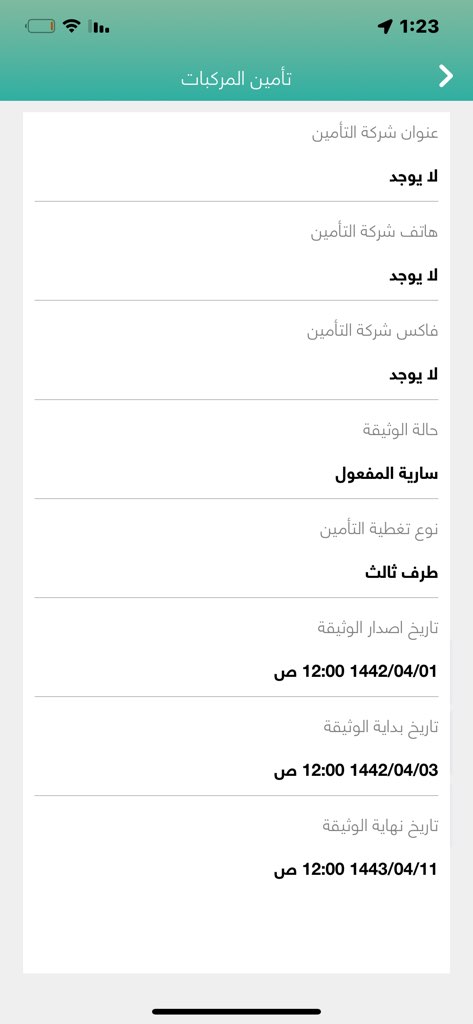 1:23
تأمين المركبات
عنوان شركة التأمين
لا يوجد
هاتف شركة التأمين
لا يوجد
فاكس شركة التأمين
لا يوجد
حالة الوثيقة
سارية المفعول
نوع تغطية التأمين
طرف ثالث
تاريخ اصدار الوثيقة
1442/04/01 12:00 ص
تاريخ بداية الوثيقة
1442/04/03 12:00 ص
تاريخ نهاية الوثيقة
1443/04/11 12:00 ص